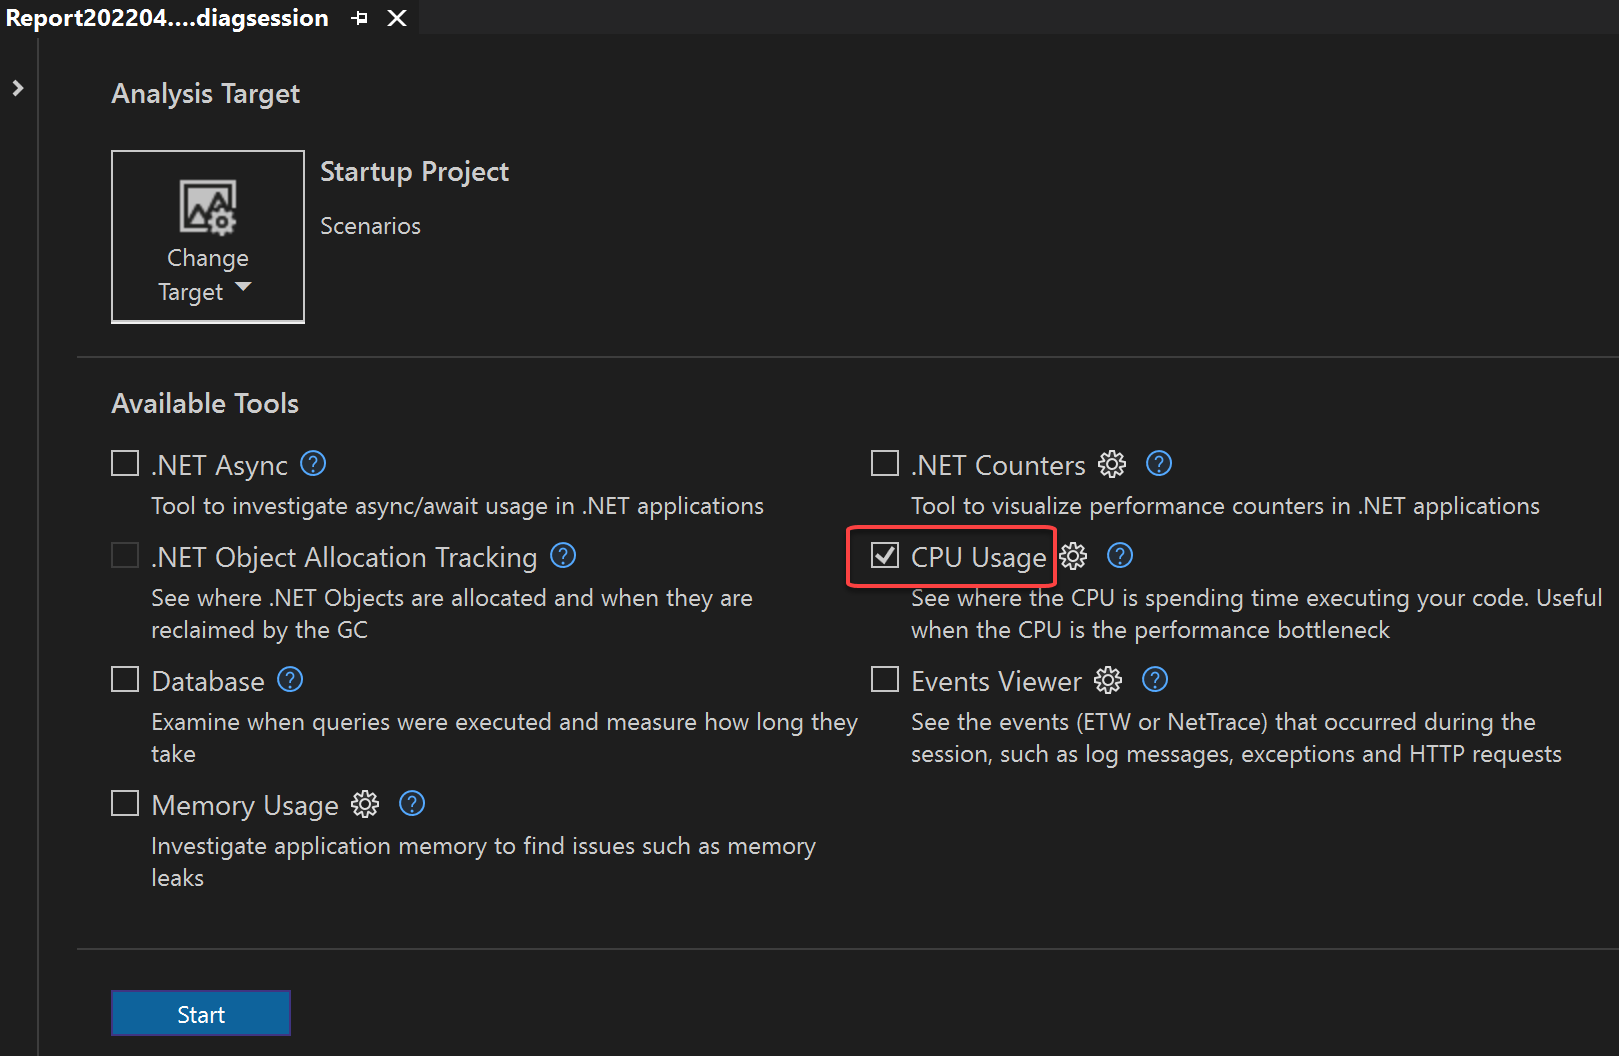 Report202204....diagsession
Analysis Target
Change
Target
Startup Project
Scenarios
Available Tools
.NET Async
Tool to investigate async/await usage in .NET applications
.NET Counters
Tool to visualize performance counters in .NET applications
.NET Object Allocation Tracking
See where .NET Objects are allocated and when they are
reclaimed by the GC
CPU Usage
See where the CPU is spending time executing your code. Useful
when the CPU is the performance bottleneck
Database
Examine when queries were executed and measure how long they
take
Events Viewer
See the events (ETW or NetTrace) that occurred during the
session, such as log messages, exceptions and HTTP requests
Memory Usage
Investigate application memory to find issues such as memory
leaks
Start